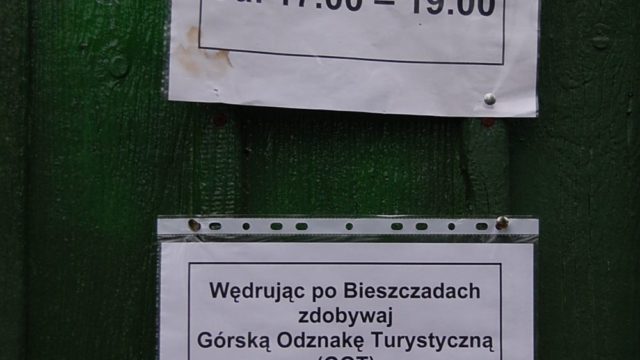 17.00 – 19.00
Wędrując po Bieszczadach
zdobywaj
Górską Odznakę Turystyczną